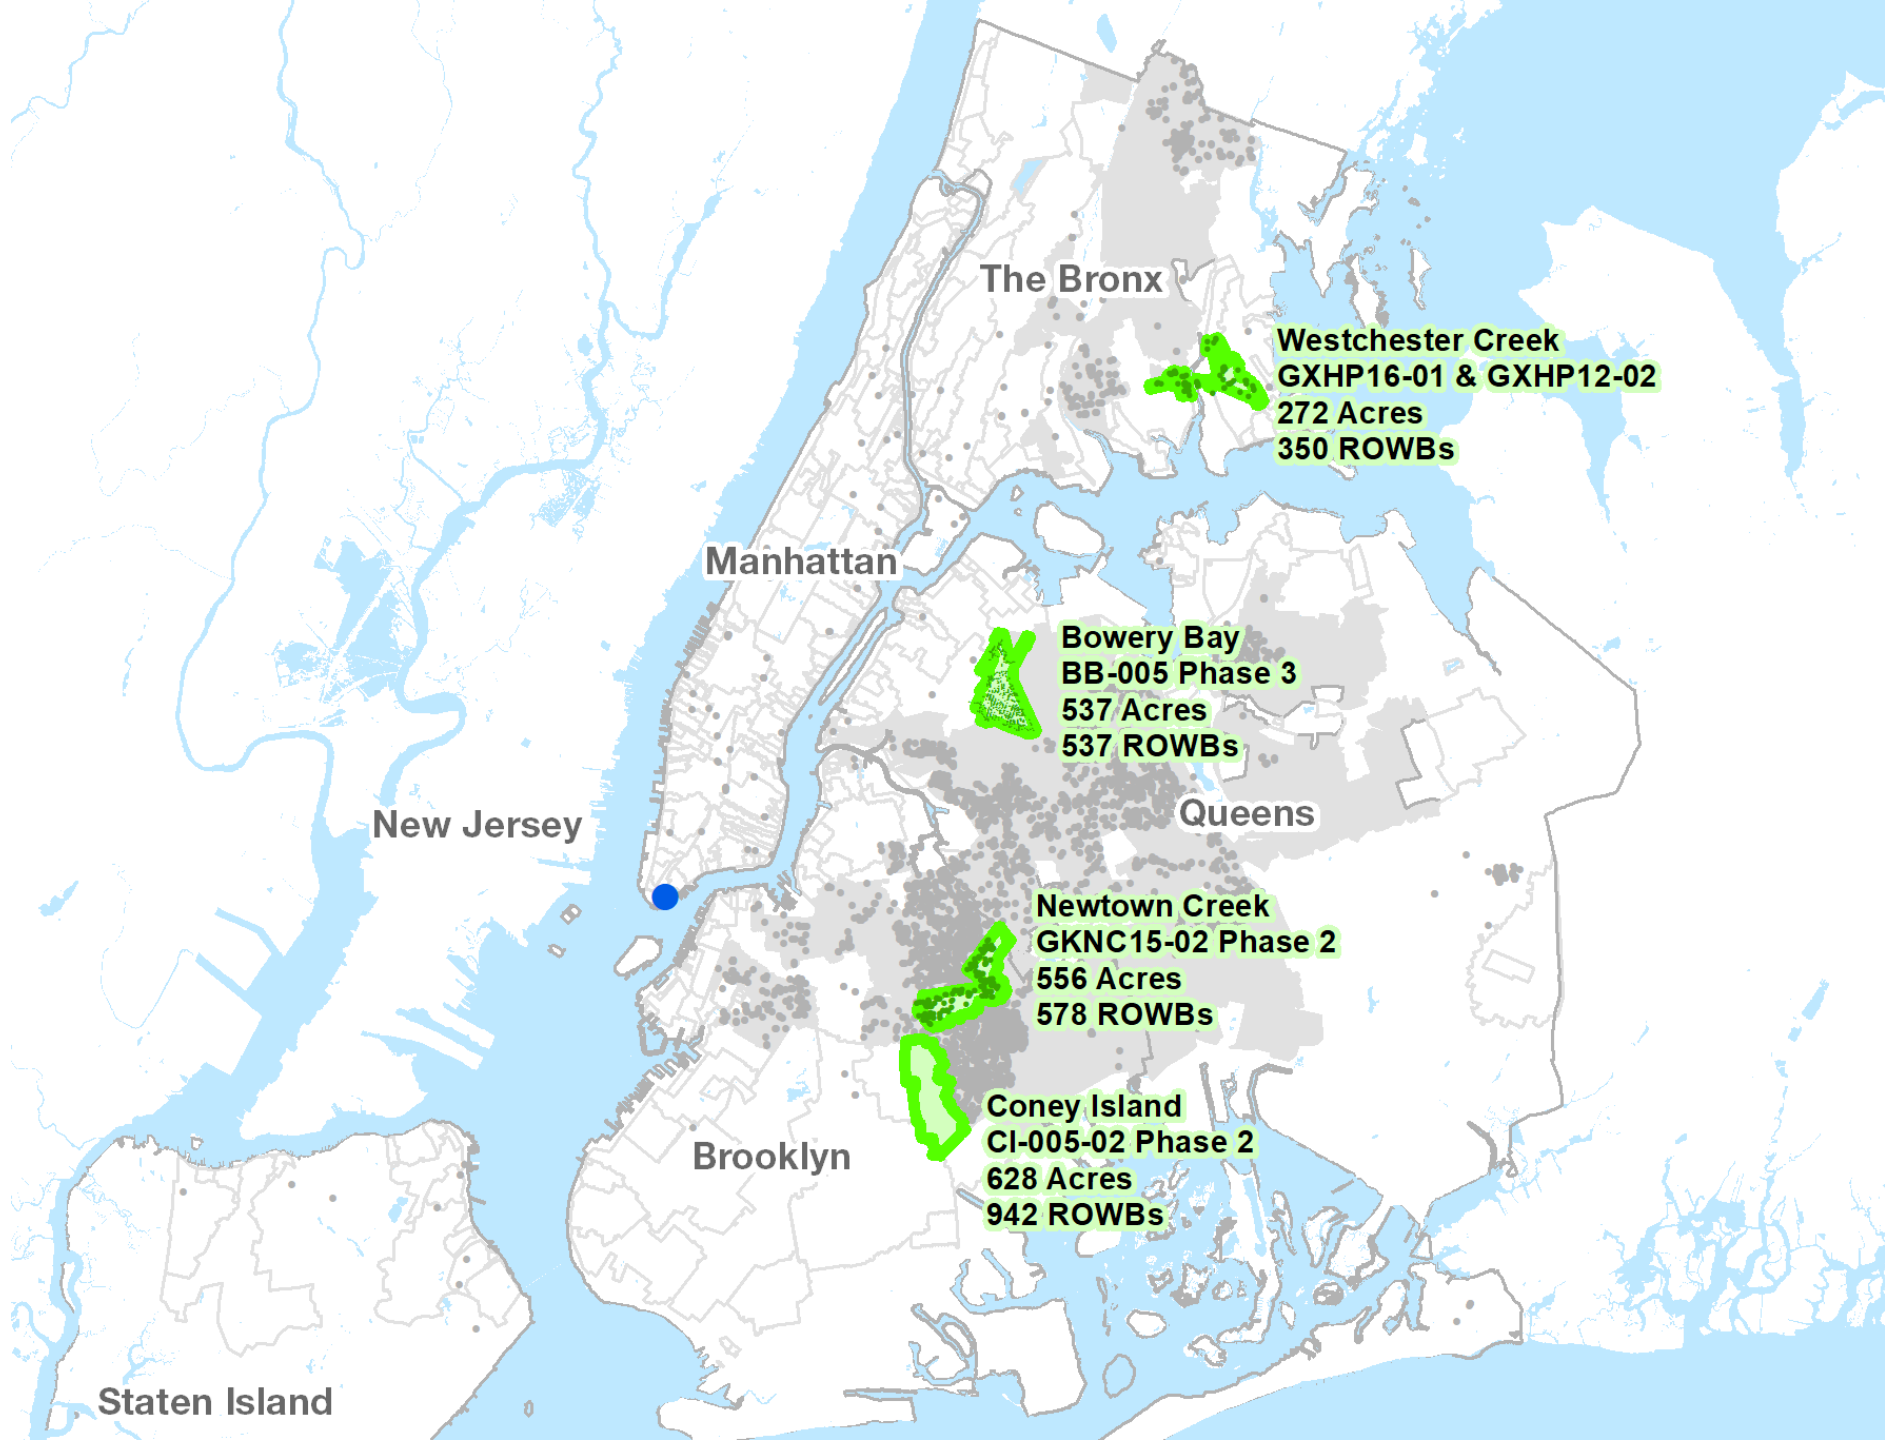 The Bronx
Westchester Creek
GXHP16-01 & GXHP12-02
272 Acres
350 ROWBs
Manhattan
Bowery Bay
BB-005 Phase 3
537 Acres
537 ROWBs
New Jersey
Queens
Newtown Creek
GKNC15-02 Phase 2
556 Acres
578 ROWBs
Coney Island
CI-005-02 Phase 2
628 Acres
942 ROWBs
Brooklyn
Staten Island